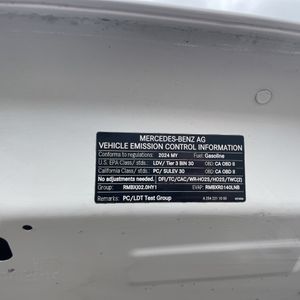 MERCEDES-BENZ AG
VEHICLE EMISSION CONTROL INFORMATION
Conforms to regulations: 2024 MY Fuel: Gasoline
U.S. EPA Class/ Stds: LDV/ Tier 3 BIN 30 OBD: CA OBD II
California Class/ Stds: PC/ SULEV 30 OBD: CA OBD II
No adjustments needed. DFI/TC/CAC/WR-HO2S/HO2S/TWC(2)
Group: RMBXJ02.0HY1 EVAP: RMBXR0140LNB
Remarks: PC/LDT Test Group